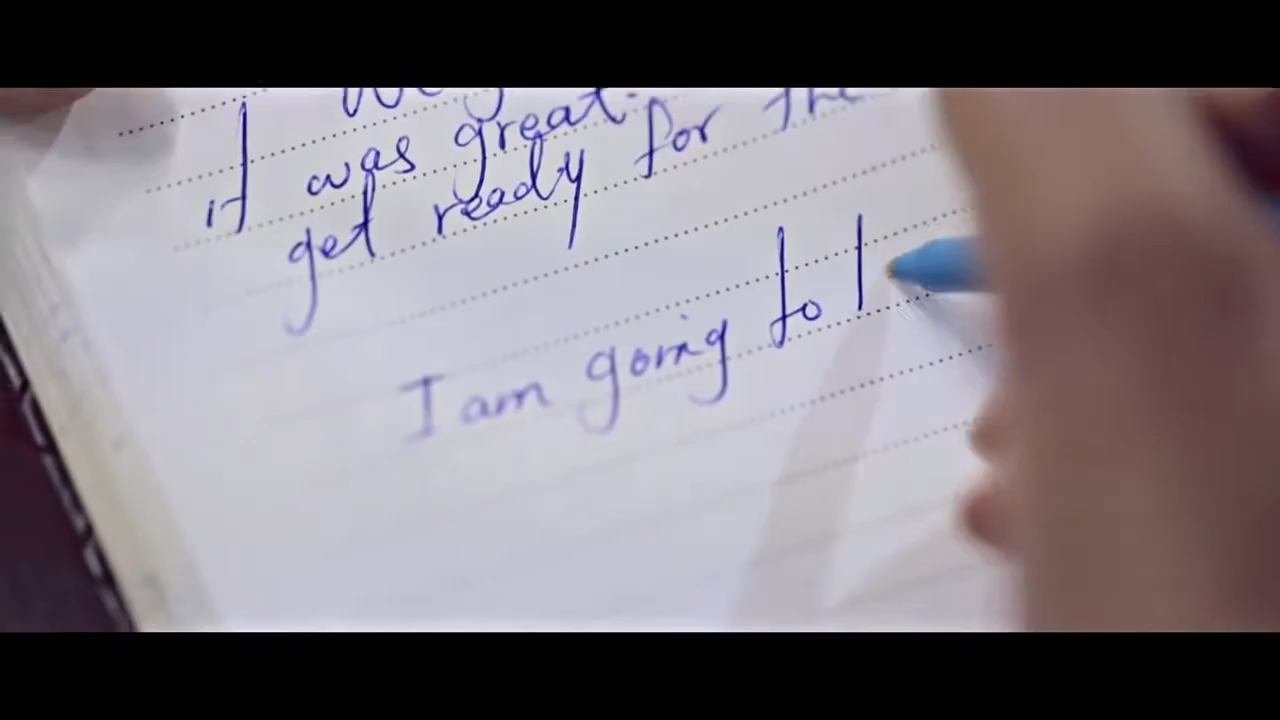 it was great.
get ready for the
I am going to